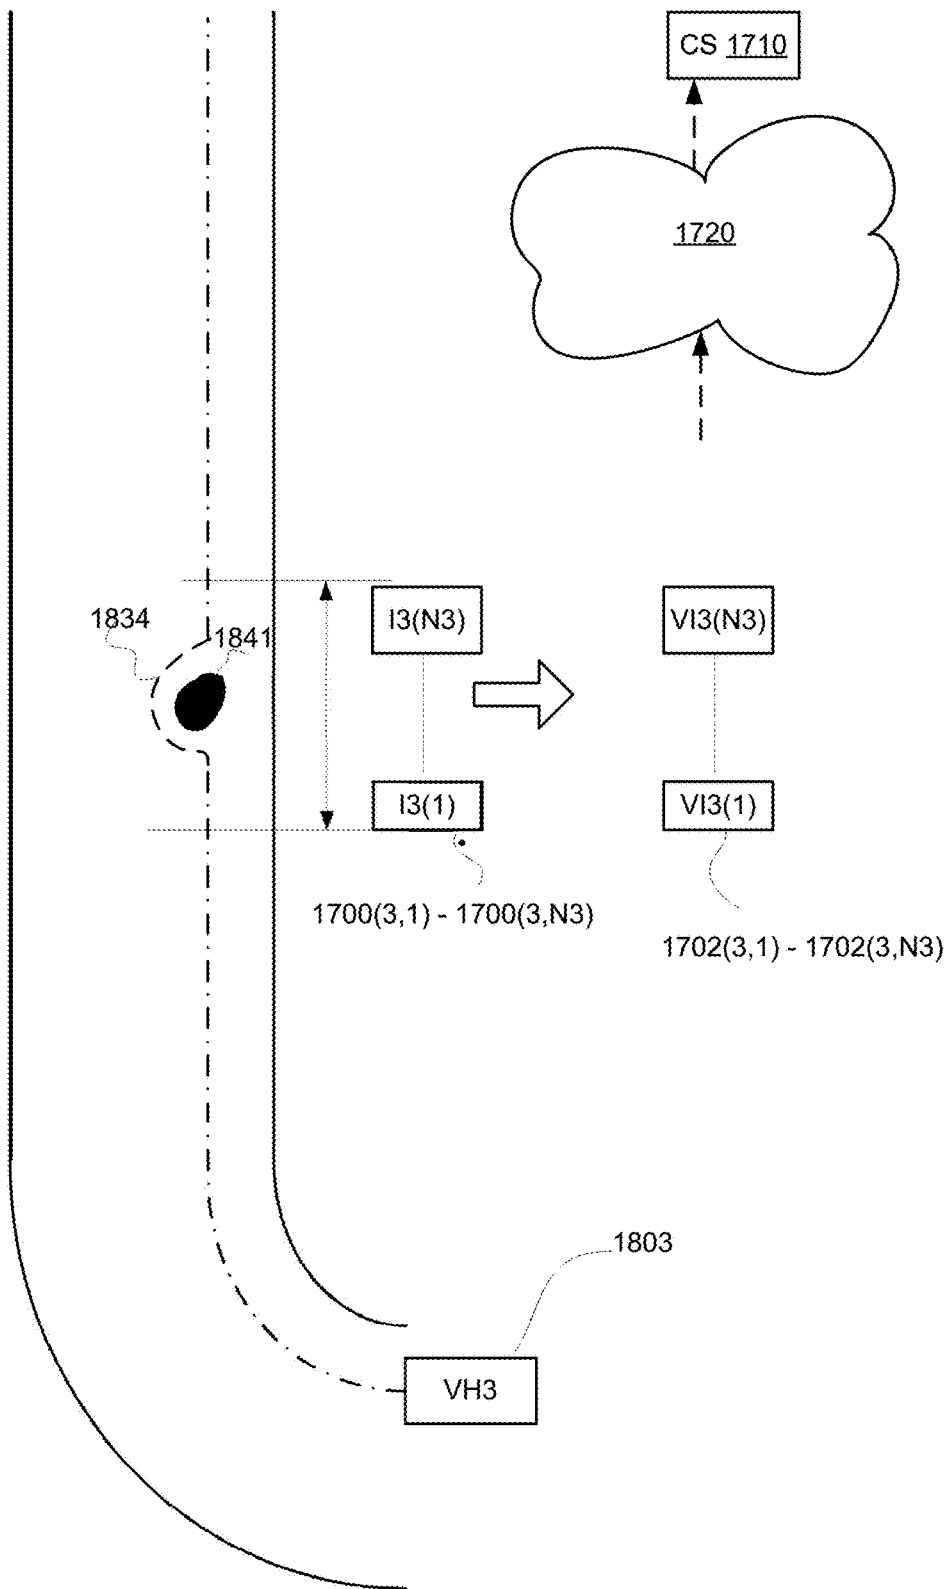 CS 1710
1720
1834
1841
I3(N3)
VI3(N3)
I3(1)
VI3(1)
1700(3,1) - 1700(3,N3)
1702(3,1) - 1702(3,N3)
1803
VH3